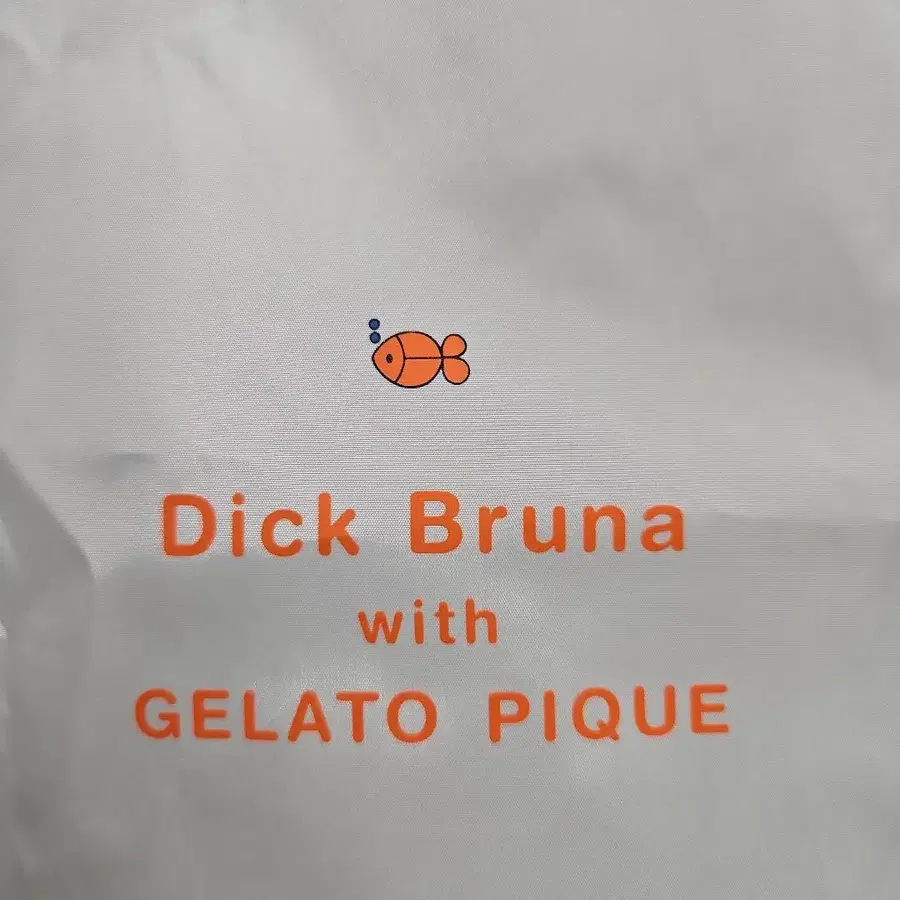 Dick Bruna
with
GELATO PIQUE